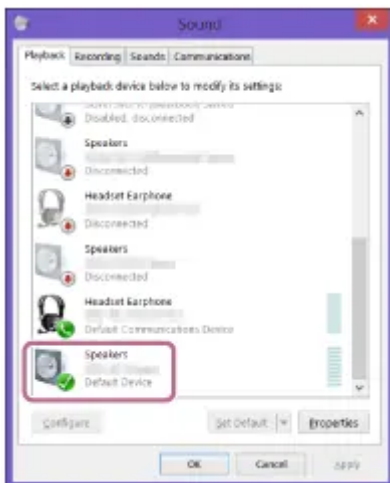 Sound
Playback Recording Sounds Communications
Select a playback device below to modify its settings:
Disabled, disconnected
Speakers
Disconnected
Headset Earphone
Disconnected
Speakers
Disconnected
Headset Earphone
Default Communications Device
Speakers
Default Device
Configure Set Default Properties
OK Cancel Apply